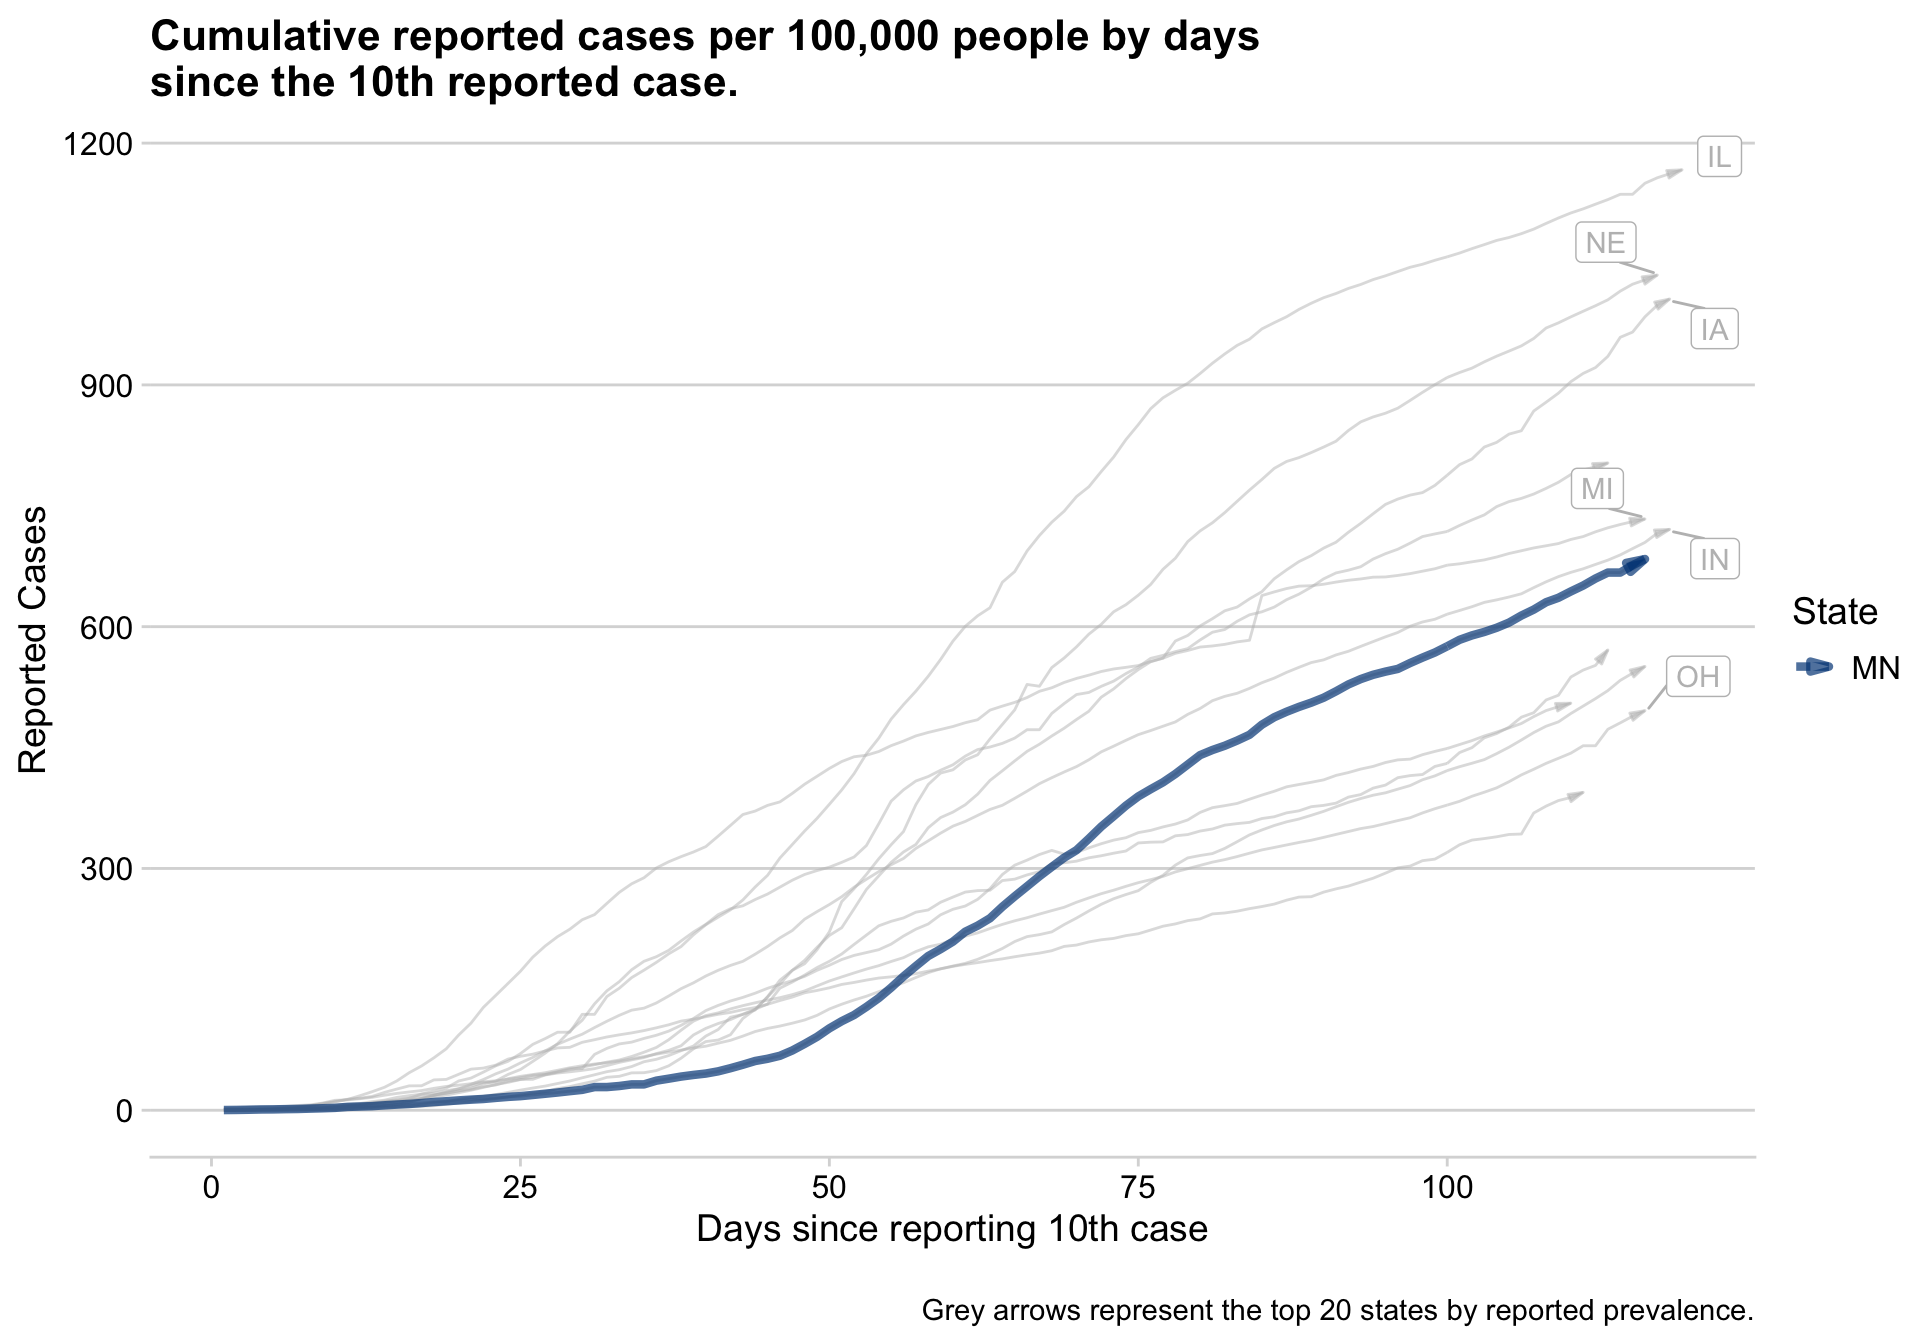 Cumulative reported cases per 100,000 people by days
since the 10th reported case.
1200
900
600
300
0
Reported Cases
IL
NE
IA
MI
IN
OH
State
MN
0 25 50 75 100
Days since reporting 10th case
Grey arrows represent the top 20 states by reported prevalence.